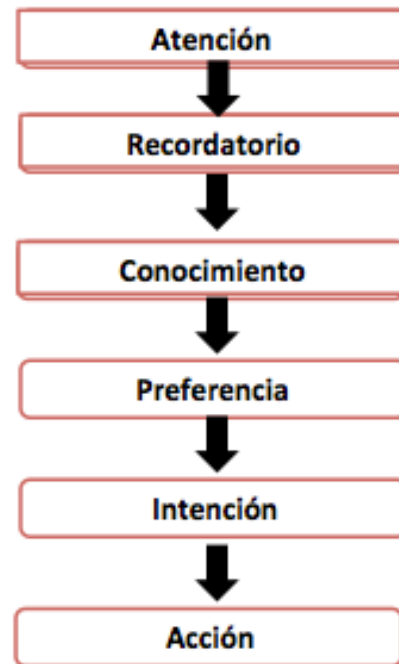 Atención
Recordatorio
Conocimiento
Preferencia
Intención
Acción